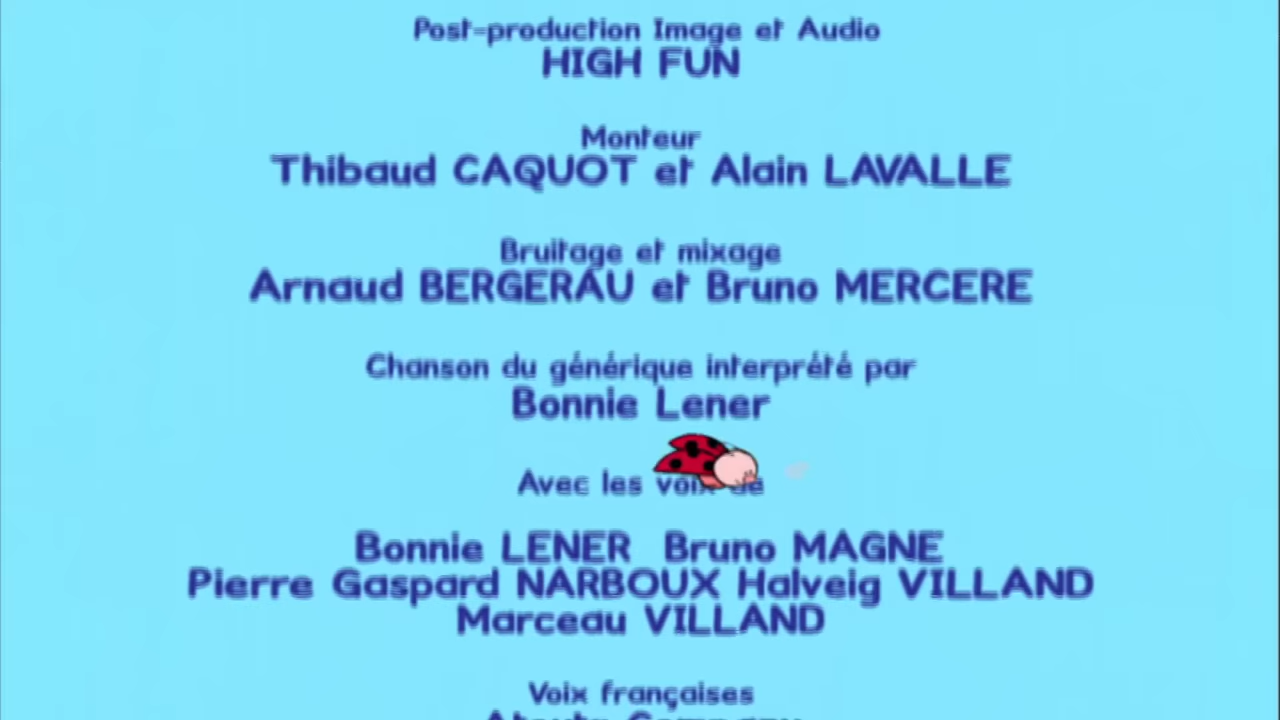 Post-production Image et Audio
HIGH FUN
Monteur
Thibaud CAQUOT et Alain LAVALLE
Bruitage et mixage
Arnaud BERGERAU et Bruno MERCERE
Chanson du générique interprété par
Bonnie Lener
Avec les voix de
Bonnie LENER Bruno MAGNE
Pierre Gaspard NARBOUX Halveig VILLAND
Marceau VILLAND
Voix françaises